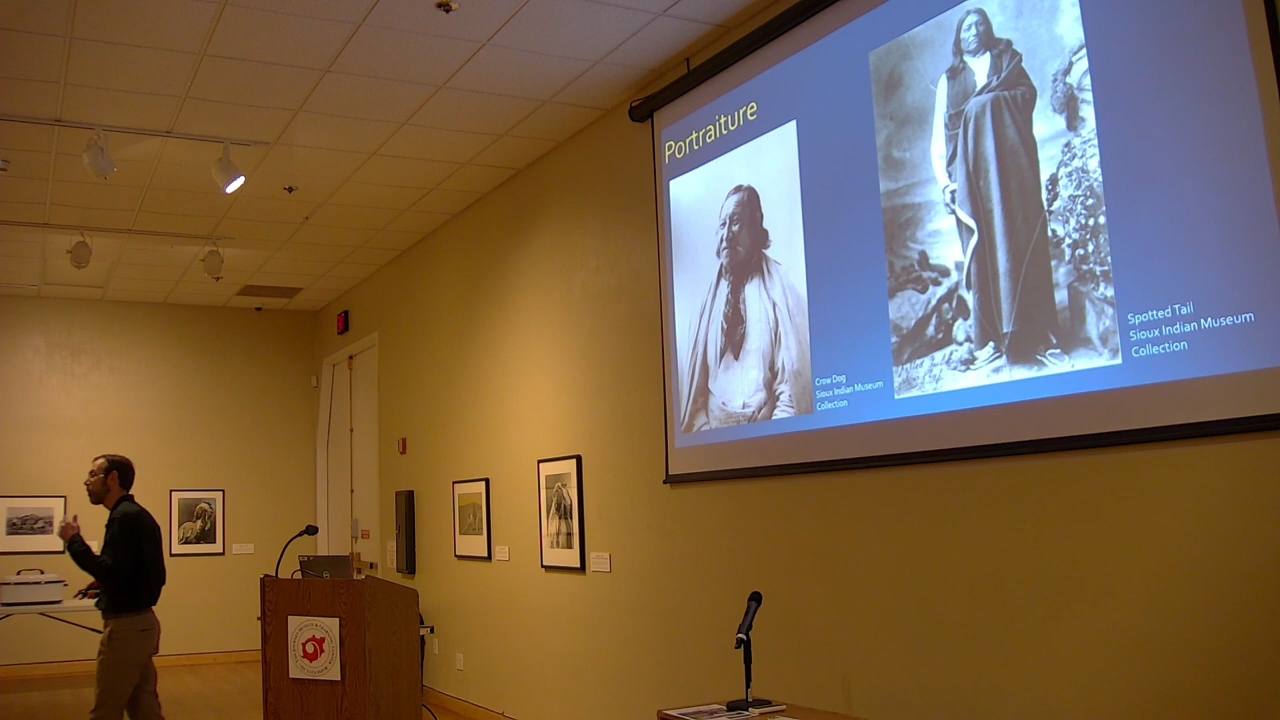 Portraiture
Crow Dog
Sioux Indian Museum
Collection
Spotted Tail
Sioux Indian Museum
Collection